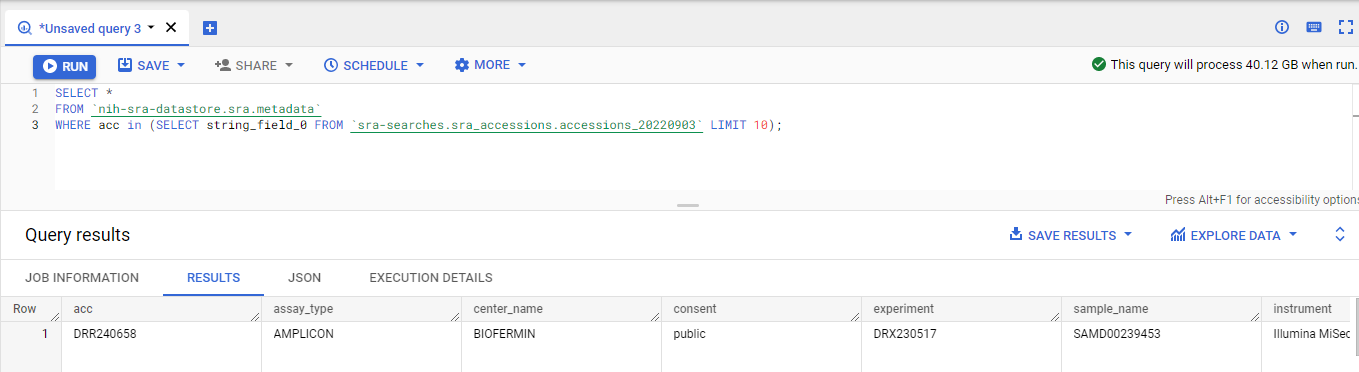 *Unsaved query 3
RUN SAVE SHARE SCHEDULE MORE This query will process 40.12 GB when run.
1 SELECT *
2 FROM `nih-sra-datastore.sra.metadata`
3 WHERE acc in (SELECT string_field_0 FROM `sra-searches.sra_accessions.accessions_20220903` LIMIT 10);
Press Alt+F1 for accessibility options
Query results SAVE RESULTS EXPLORE DATA
JOB INFORMATION RESULTS JSON EXECUTION DETAILS
Row acc assay_type center_name consent experiment sample_name instrument
1 DRR240658 AMPLICON BIOFERMIN public DRX230517 SAMD00239453 Illumina MiSeq